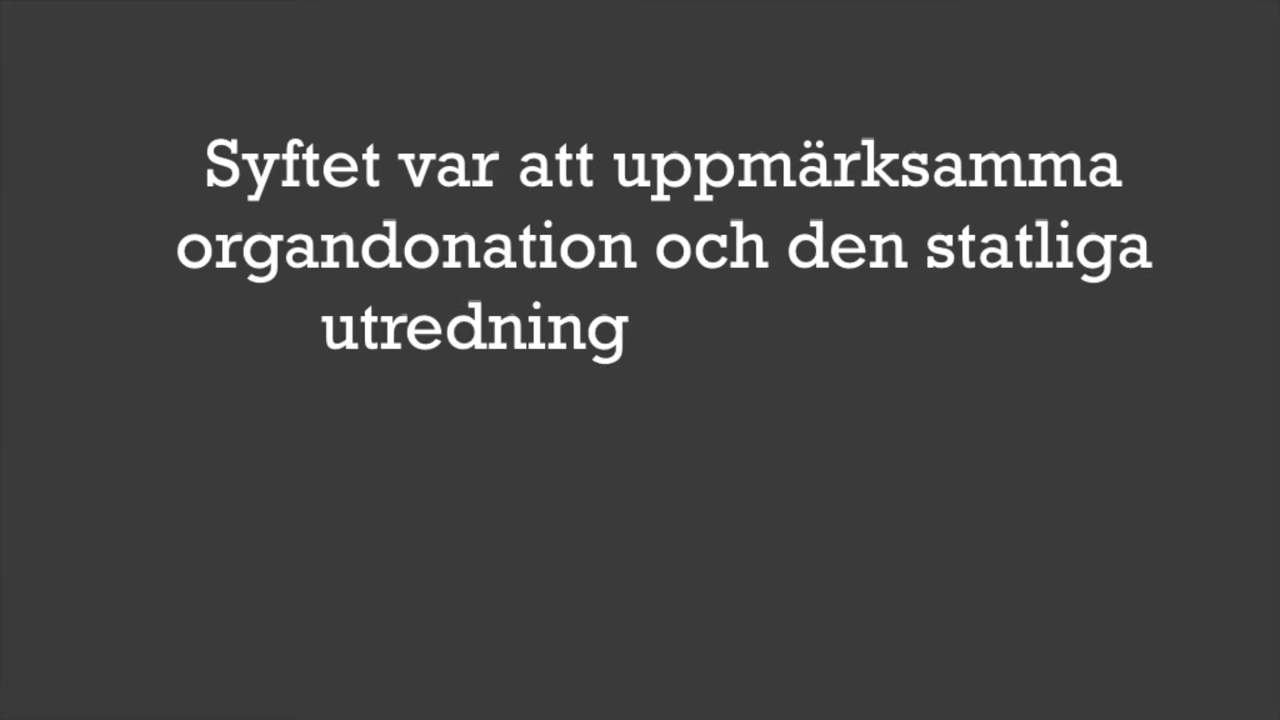 Syftet var att uppmärksamma
organdonation och den statliga
utredning